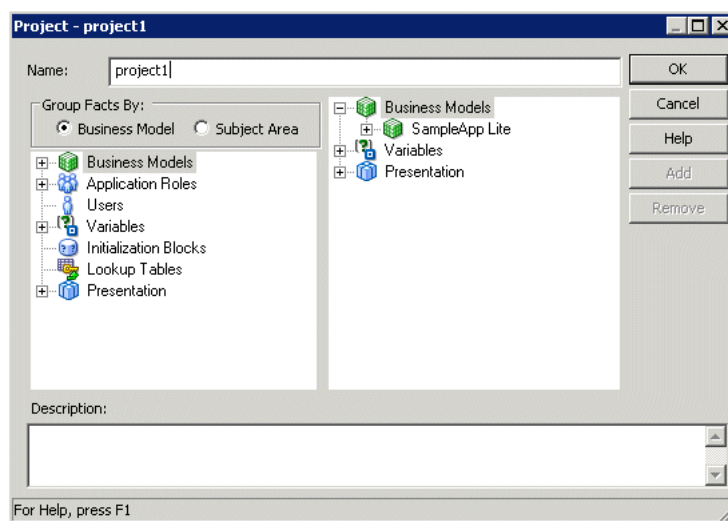 Project - project1
Name: project1
OK
Cancel
Help
Add
Remove
Group Facts By:
Business Model Subject Area
Business Models
Application Roles
Users
Variables
Initialization Blocks
Lookup Tables
Presentation
Business Models
SampleApp Lite
Variables
Presentation
Description:
For Help, press F1